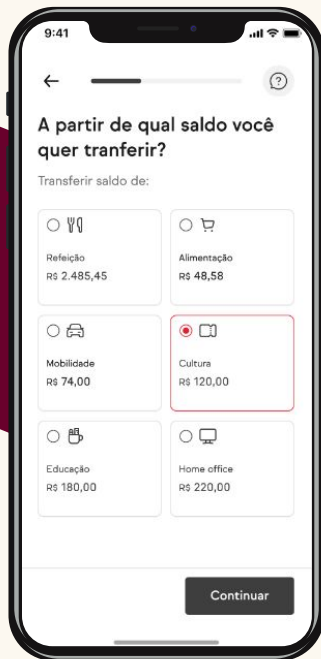 9:41
A partir de qual saldo você
quer tranferir?
Transferir saldo de:
Refeição
R$ 2.485,45
Alimentação
R$ 48,58
Mobilidade
R$ 74,00
Cultura
R$ 120,00
Educação
R$ 180,00
Home office
R$ 220,00
Continuar